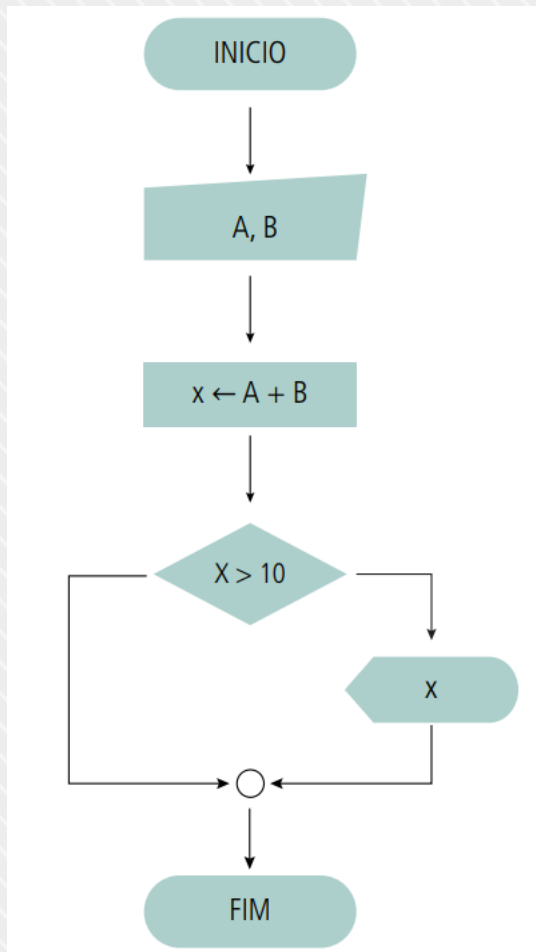 INICIO
A, B
x ← A + B
X > 10
x
FIM